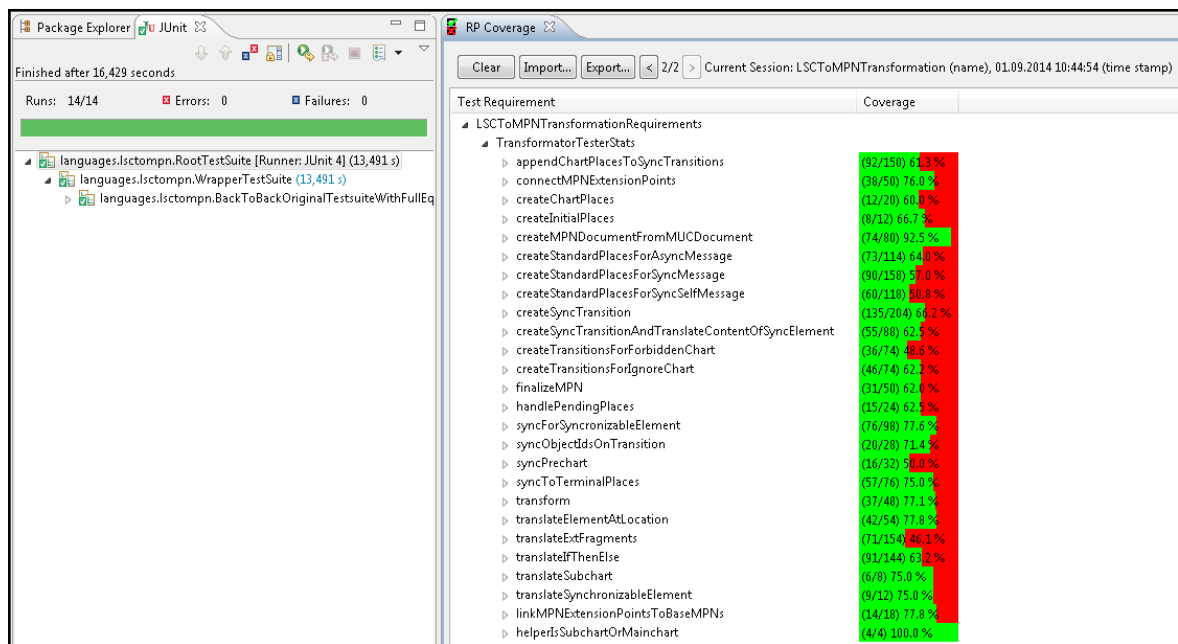 Package Explorer JUnit
Finished after 16,429 seconds
Runs: 14/14 Errors: 0 Failures: 0
languages.lsctompn.RootTestSuite [Runner: JUnit 4] (13,491 s)
languages.lsctompn.WrapperTestSuite (13,491 s)
languages.lsctompn.BackToBackOriginalTestsuiteWithFullEq
RP Coverage
Clear Import... Export... < 2/2 > Current Session: LSCToMPNTransformation (name), 01.09.2014 10:44:54 (time stamp)
Test Requirement Coverage
LSCToMPNTransformationRequirements
TransformatorTesterStats
appendChartPlacesToSyncTransitions (92/150) 61.3 %
connectMPNExtensionPoints (38/50) 76.0 %
createChartPlaces (12/20) 60.0 %
createInitialPlaces (8/12) 66.7 %
createMPNDocumentFromMUCDocument (74/80) 92.5 %
createStandardPlacesForAsyncMessage (73/114) 64.0 %
createStandardPlacesForSyncMessage (90/158) 57.0 %
createStandardPlacesForSyncSelfMessage (60/118) 50.8 %
createSyncTransition (135/204) 66.2 %
createSyncTransitionAndTranslateContentOfSyncElement (55/88) 62.5 %
createTransitionsForForbiddenChart (36/74) 48.6 %
createTransitionsForIgnoreChart (46/74) 62.2 %
finalizeMPN (31/50) 62.0 %
handlePendingPlaces (15/24) 62.5 %
syncForSyncronizableElement (76/98) 77.6 %
syncObjectIdsOnTransition (20/28) 71.4 %
syncPrechart (16/32) 50.0 %
syncToTerminalPlaces (57/76) 75.0 %
transform (37/48) 77.1 %
translateElementAtLocation (42/54) 77.8 %
translateExtFragments (71/154) 46.1 %
translateIfThenElse (91/144) 63.2 %
translateSubchart (6/8) 75.0 %
translateSynchronizableElement (9/12) 75.0 %
linkMPNExtensionPointsToBaseMPNs (14/18) 77.8 %
helperIsSubchartOrMainchart (4/4) 100.0 %